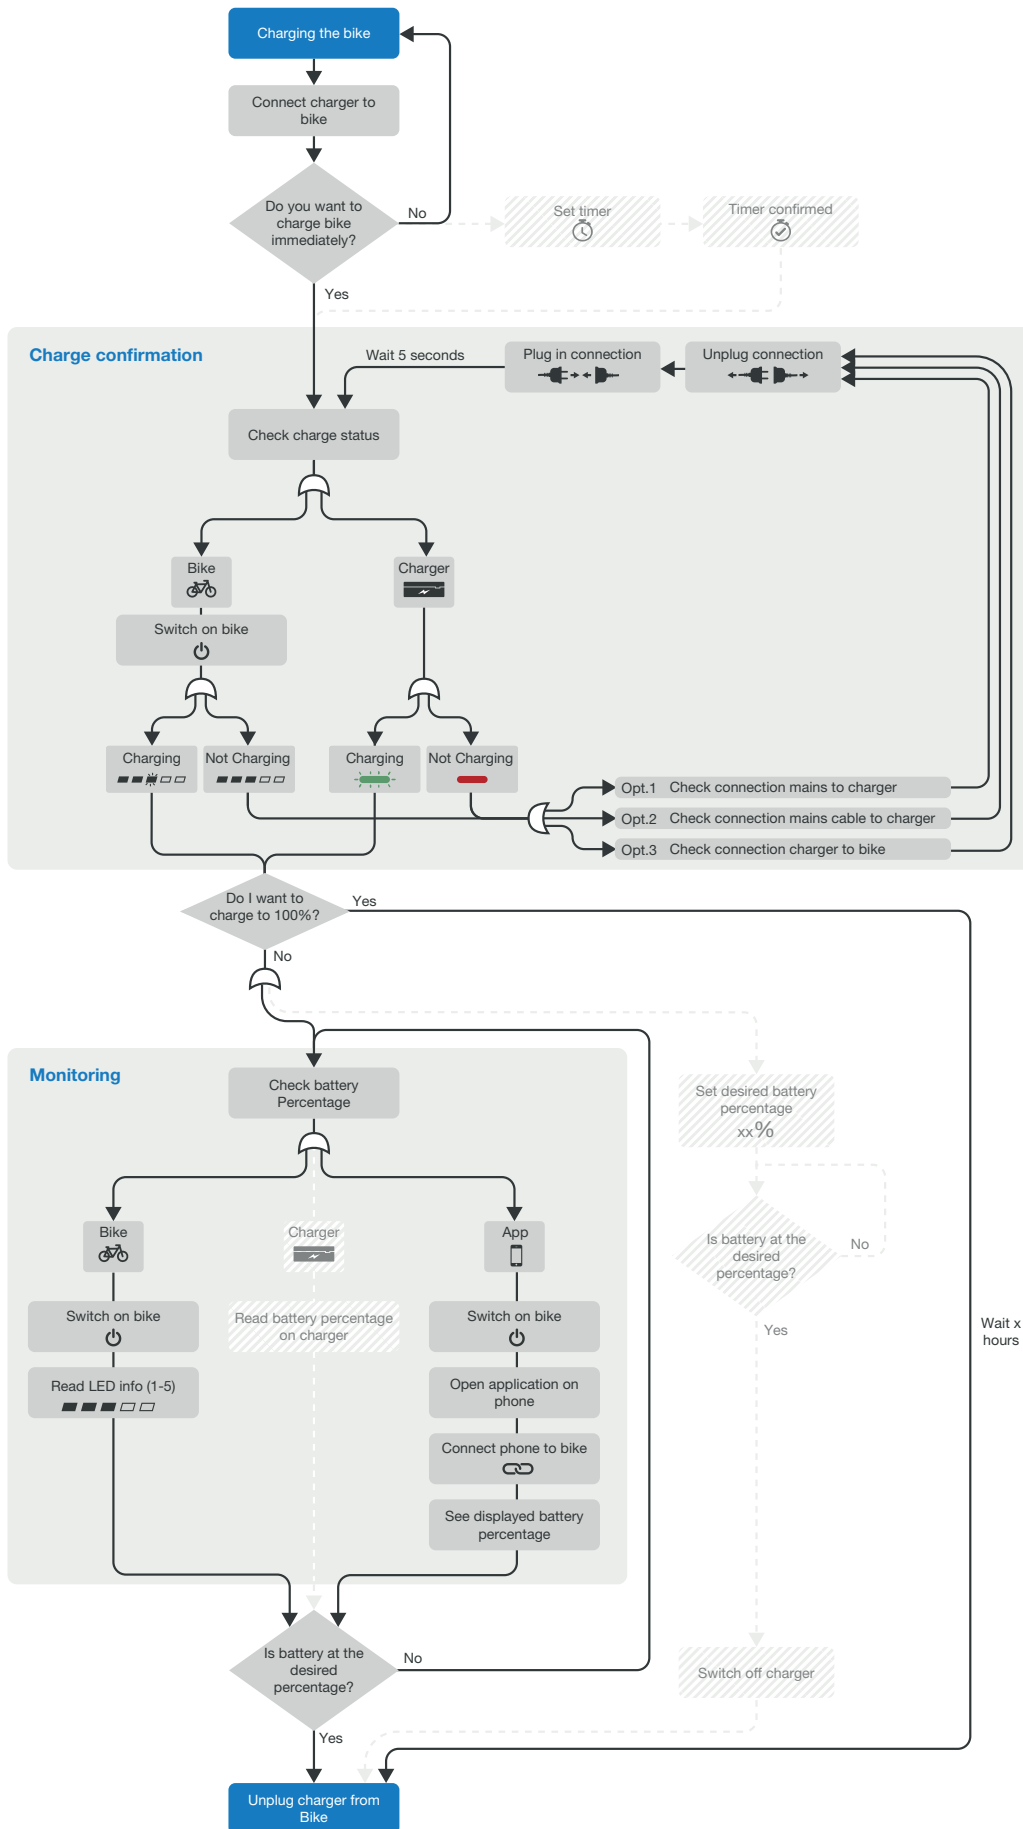 Charging the bike
Connect charger to
bike
Do you want to
charge bike
immediately?
No
Set timer
Timer confirmed
Yes
Charge confirmation
Wait 5 seconds
Plug in connection
Unplug connection
Check charge status
Bike
Charger
Switch on bike
Charging
Not Charging
Charging
Not Charging
Opt.1 Check connection mains to charger
Opt.2 Check connection mains cable to charger
Opt.3 Check connection charger to bike
Do I want to
charge to 100%?
Yes
No
Monitoring
Check battery
Percentage
Set desired battery
percentage
xx%
Bike
Charger
App
Is battery at the
desired
percentage?
No
Switch on bike
Read battery percentage
on charger
Switch on bike
Yes
Wait x
hours
Read LED info (1-5)
Open application on
phone
Connect phone to bike
See displayed battery
percentage
Is battery at the
desired
percentage?
No
Switch off charger
Yes
Unplug charger from
Bike